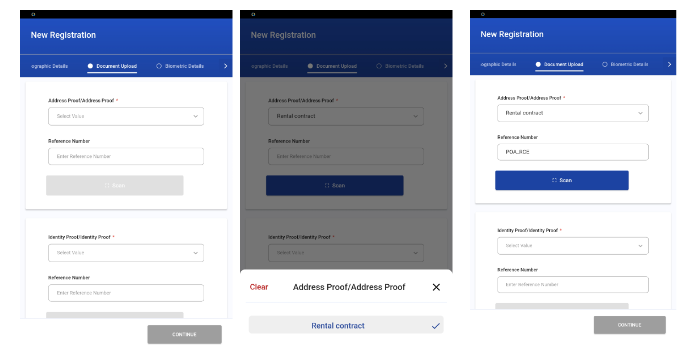 New Registration
ographic Details
Document Upload
Biometric Details
Address Proof/Address Proof *
Select Value
Reference Number
Enter Reference Number
Scan
Identity Proof/Identity Proof *
Select Value
Reference Number
Enter Reference Number
CONTINUE
New Registration
ographic Details
Document Upload
Biometric Details
Address Proof/Address Proof *
Rental contract
Reference Number
Enter Reference Number
Scan
Identity Proof/Identity Proof *
Select Value
Clear
Address Proof/Address Proof
Rental contract
New Registration
ographic Details
Document Upload
Biometric Details
Address Proof/Address Proof *
Rental contract
Reference Number
POA_RCE
Scan
Identity Proof/Identity Proof *
Select Value
Reference Number
Enter Reference Number
CONTINUE